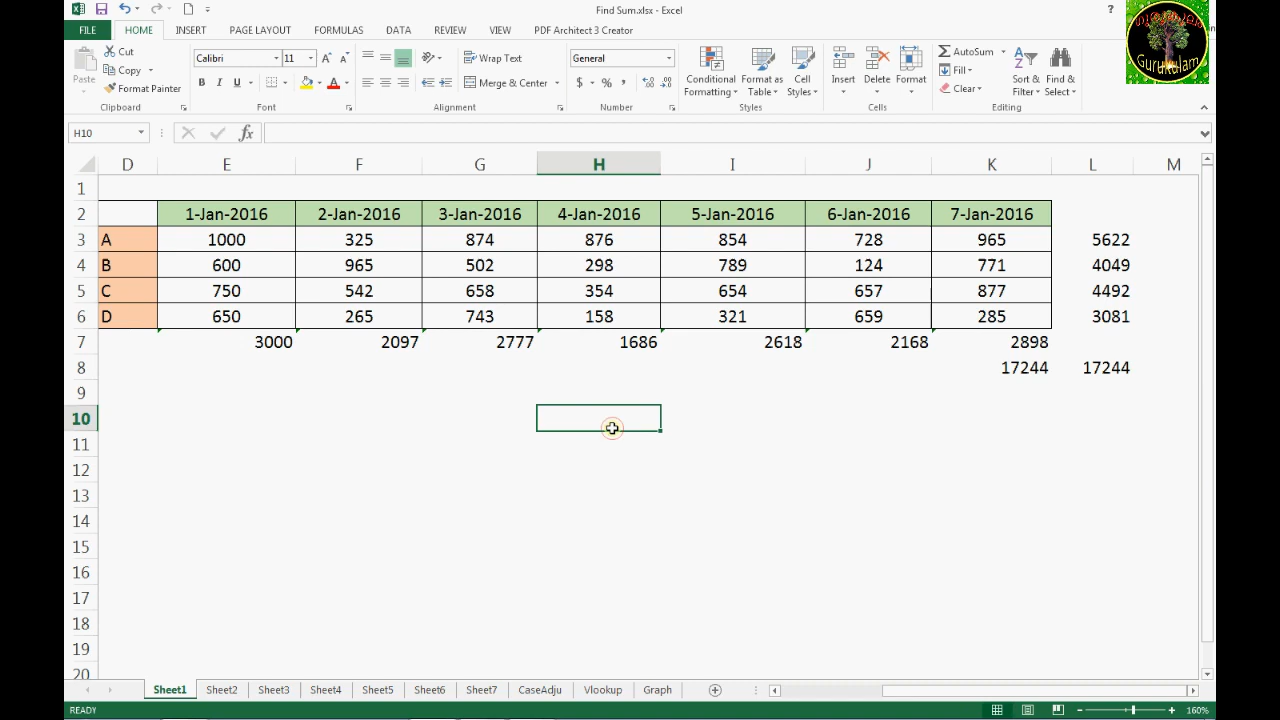 Find Sum.xlsx - Excel
?
FILE HOME INSERT PAGE LAYOUT FORMULAS DATA REVIEW VIEW PDF Architect 3 Creator
Gurukulam
Paste
Cut
Copy
Format Painter
Clipboard
Calibri 11
B I U
Font
Wrap Text
Merge & Center
Alignment
General
$ % ,
Number
Conditional Formatting
Format as Table
Cell Styles
Styles
Insert Delete Format
Cells
AutoSum
Fill
Clear
Sort & Filter
Find & Select
Editing
H10
fx
D E F G H I J K L M
1
2 1-Jan-2016 2-Jan-2016 3-Jan-2016 4-Jan-2016 5-Jan-2016 6-Jan-2016 7-Jan-2016
3 A 1000 325 874 876 854 728 965 5622
4 B 600 965 502 298 789 124 771 4049
5 C 750 542 658 354 654 657 877 4492
6 D 650 265 743 158 321 659 285 3081
7 3000 2097 2777 1686 2618 2168 2898
8 17244 17244
9
10
11
12
13
14
15
16
17
18
19
20
Sheet1 Sheet2 Sheet3 Sheet4 Sheet5 Sheet6 Sheet7 CaseAdju Vlookup Graph
READY 160%